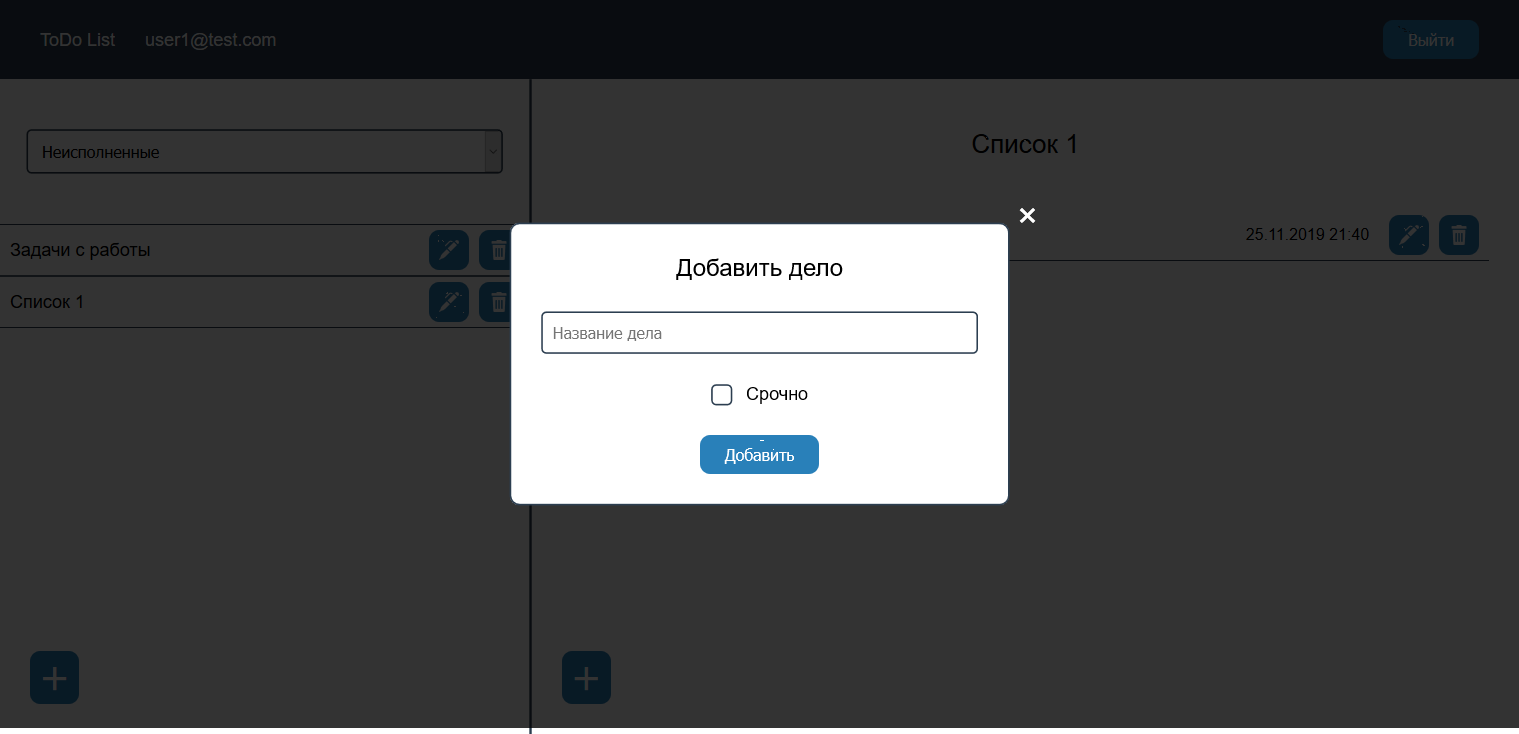 ToDo List user1@test.com Выйти
Неисполненные
Список 1
Задачи с работы
25.11.2019 21:40
Список 1
Добавить дело
Название дела
Срочно
Добавить